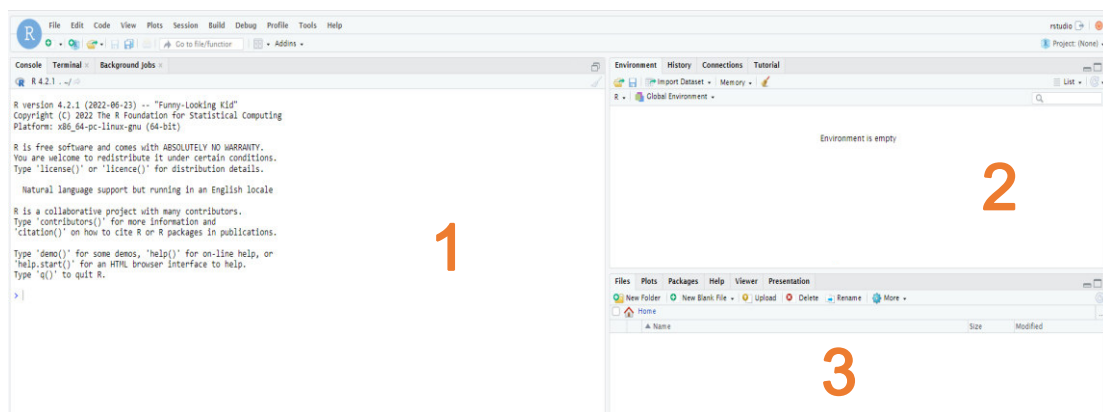 R
File Edit Code View Plots Session Build Debug Profile Tools Help
rstudio
Go to file/function
Addins
Project: (None)
Console Terminal Background Jobs
R 4.2.1 . ~/
R version 4.2.1 (2022-06-23) -- "Funny-Looking Kid"
Copyright (C) 2022 The R Foundation for Statistical Computing
Platform: x86_64-pc-linux-gnu (64-bit)
R is free software and comes with ABSOLUTELY NO WARRANTY.
You are welcome to redistribute it under certain conditions.
Type 'license()' or 'licence()' for distribution details.
Natural language support but running in an English locale
R is a collaborative project with many contributors.
Type 'contributors()' for more information and
'citation()' on how to cite R or R packages in publications.
Type 'demo()' for some demos, 'help()' for on-line help, or
'help.start()' for an HTML browser interface to help.
Type 'q()' to quit R.
>
1
Environment History Connections Tutorial
Import Dataset Memory List
R Global Environment
Environment is empty
2
Files Plots Packages Help Viewer Presentation
New Folder New Blank File Upload Delete Rename More
Home
Name Size Modified
3